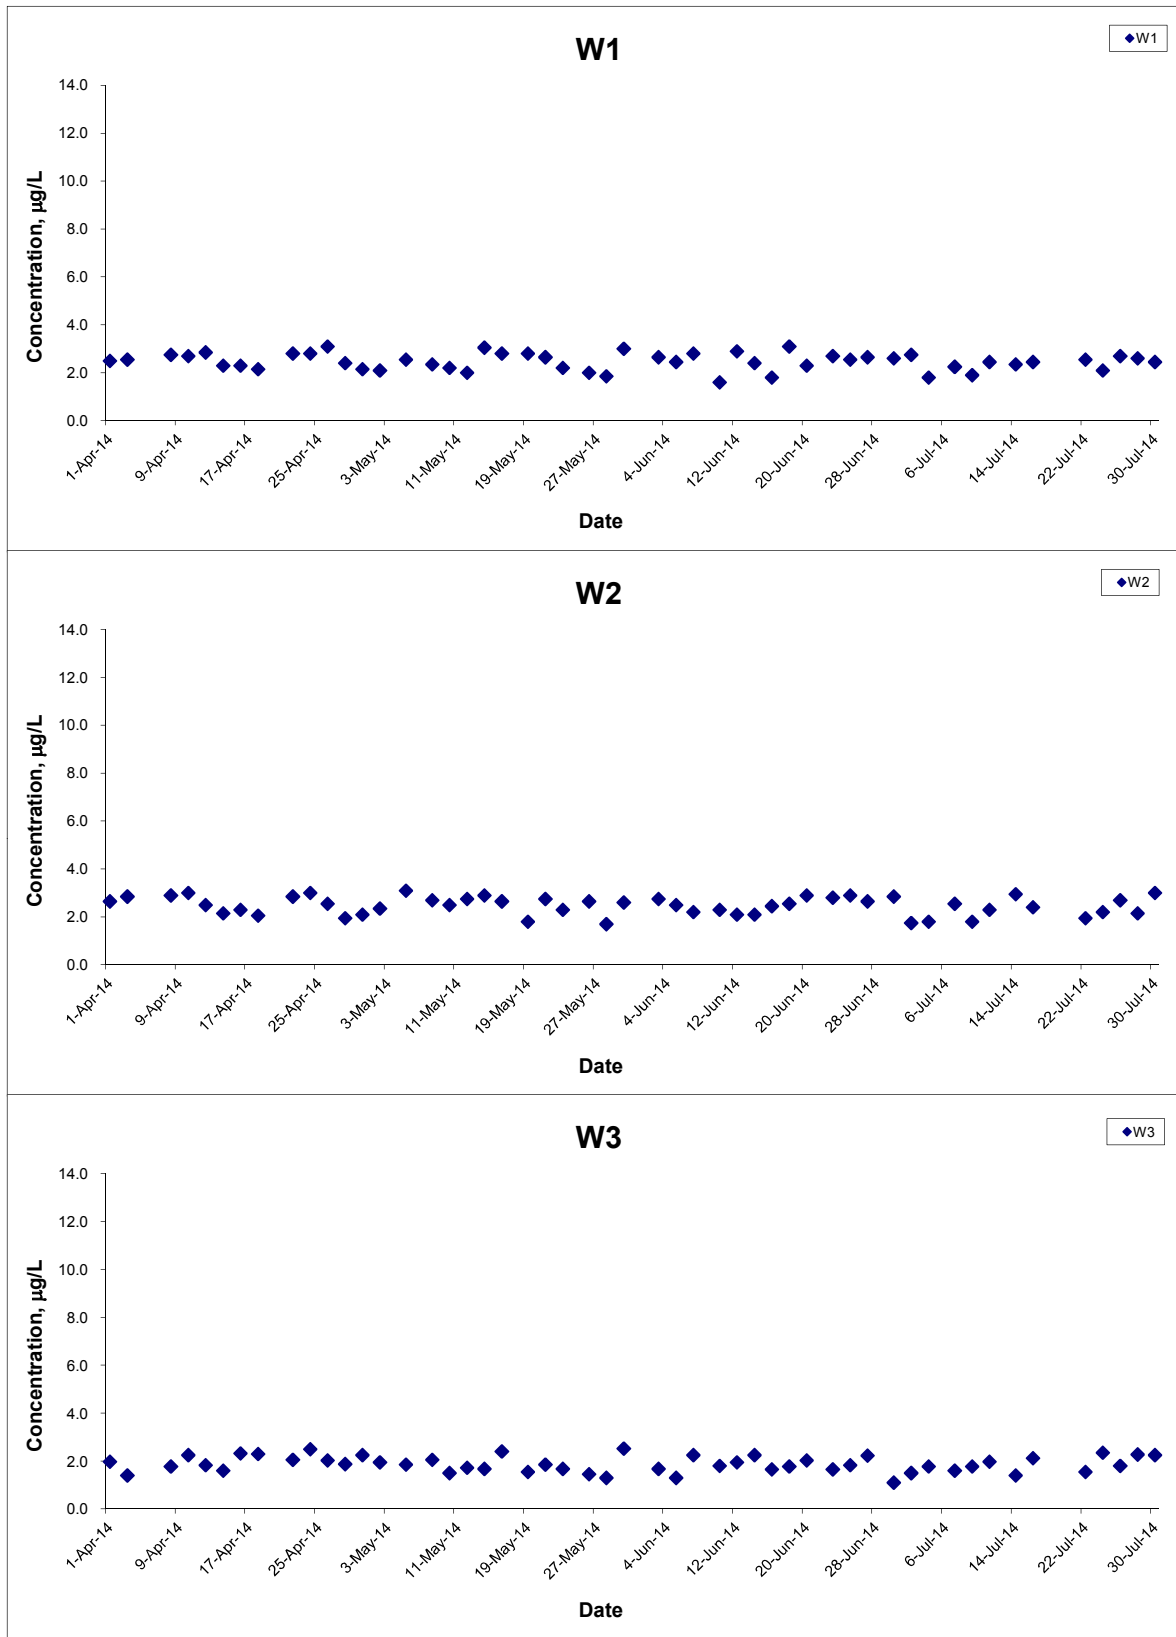 W1
W1
14.0
12.0
10.0
8.0
6.0
4.0
2.0
0.0
Concentration, µg/L
1-Apr-14
9-Apr-14
17-Apr-14
25-Apr-14
3-May-14
11-May-14
19-May-14
27-May-14
4-Jun-14
12-Jun-14
20-Jun-14
28-Jun-14
6-Jul-14
14-Jul-14
22-Jul-14
30-Jul-14
Date
W2
W2
14.0
12.0
10.0
8.0
6.0
4.0
2.0
0.0
Concentration, µg/L
1-Apr-14
9-Apr-14
17-Apr-14
25-Apr-14
3-May-14
11-May-14
19-May-14
27-May-14
4-Jun-14
12-Jun-14
20-Jun-14
28-Jun-14
6-Jul-14
14-Jul-14
22-Jul-14
30-Jul-14
Date
W3
W3
14.0
12.0
10.0
8.0
6.0
4.0
2.0
0.0
Concentration, µg/L
1-Apr-14
9-Apr-14
17-Apr-14
25-Apr-14
3-May-14
11-May-14
19-May-14
27-May-14
4-Jun-14
12-Jun-14
20-Jun-14
28-Jun-14
6-Jul-14
14-Jul-14
22-Jul-14
30-Jul-14
Date